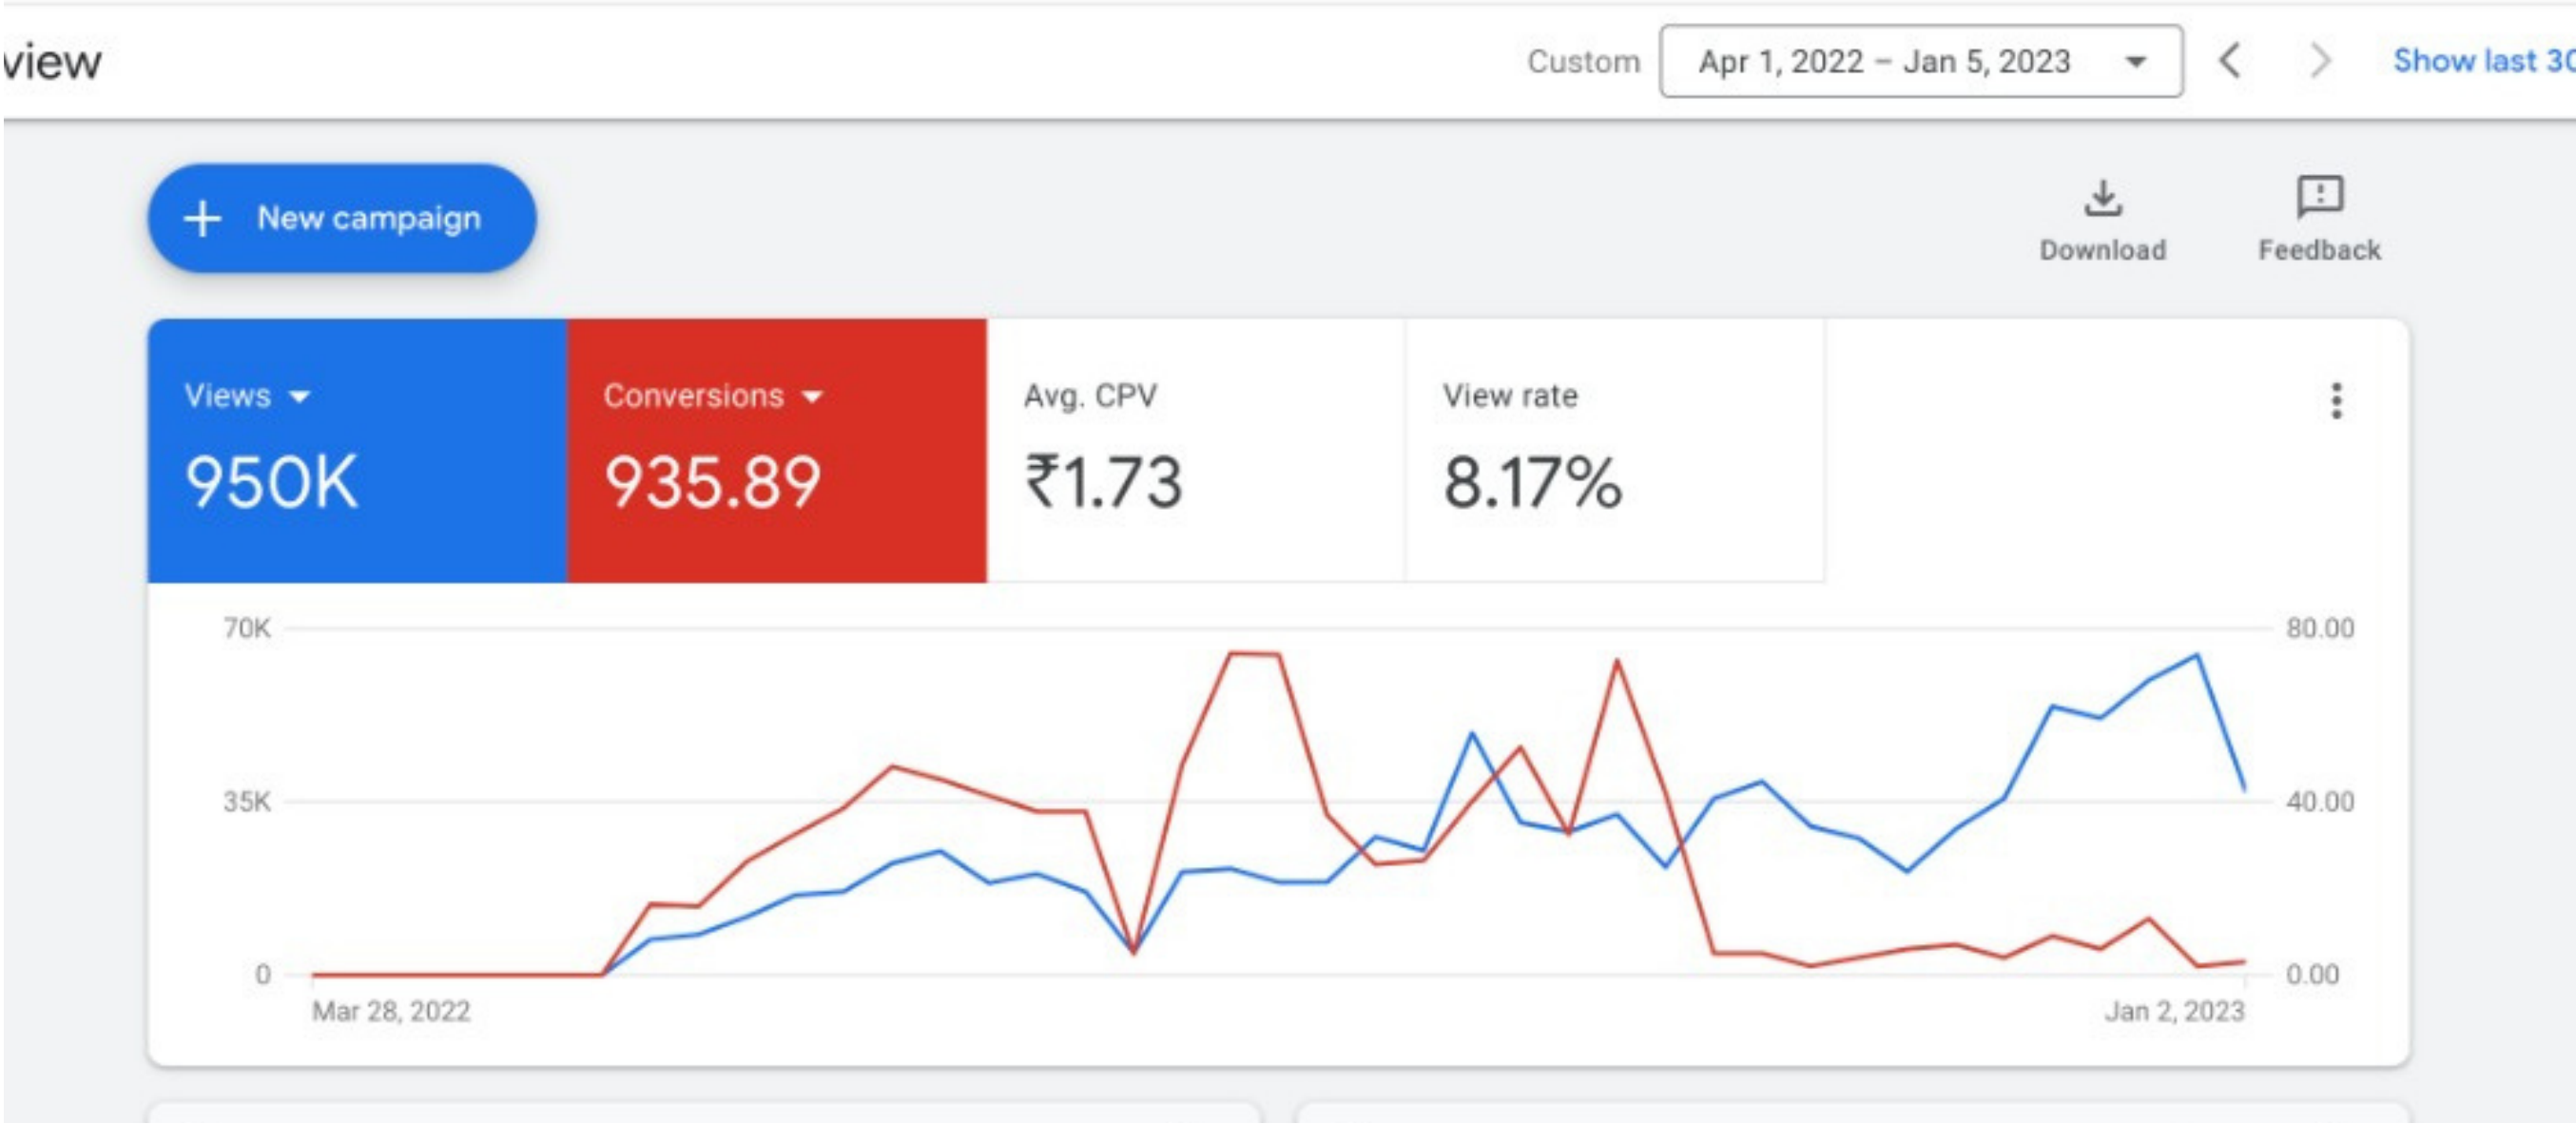 view
Custom
Apr 1, 2022 – Jan 5, 2023
Show last 30
New campaign
Download
Feedback
Views
Conversions
Avg. CPV
View rate
950K
935.89
₹1.73
8.17%
70K
80.00
35K
40.00
0
0.00
Mar 28, 2022
Jan 2, 2023